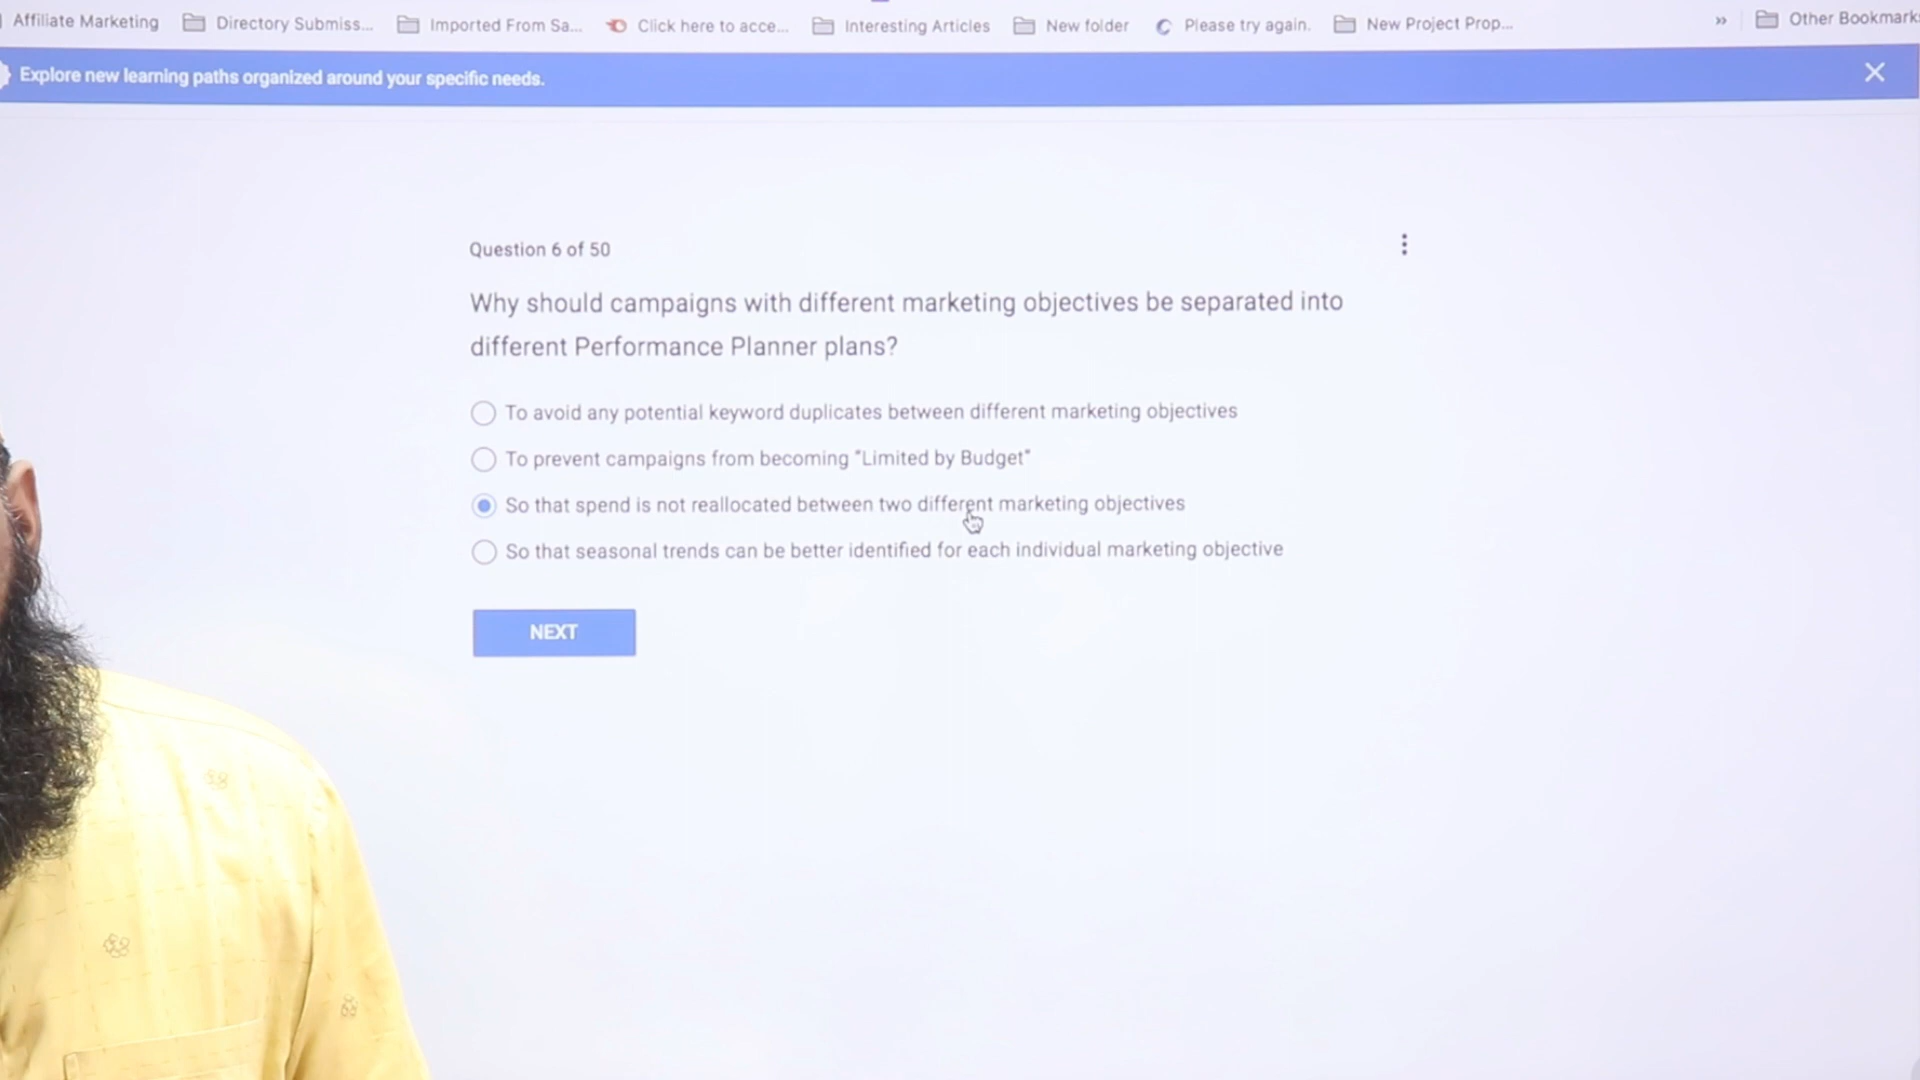 Affiliate Marketing
Directory Submiss...
Imported From Sa...
Click here to acce...
Interesting Articles
New folder
Please try again.
New Project Prop...
»
Other Bookmark
Explore new learning paths organized around your specific needs.
Question 6 of 50
Why should campaigns with different marketing objectives be separated into
different Performance Planner plans?
To avoid any potential keyword duplicates between different marketing objectives
To prevent campaigns from becoming "Limited by Budget"
So that spend is not reallocated between two different marketing objectives
So that seasonal trends can be better identified for each individual marketing objective
NEXT